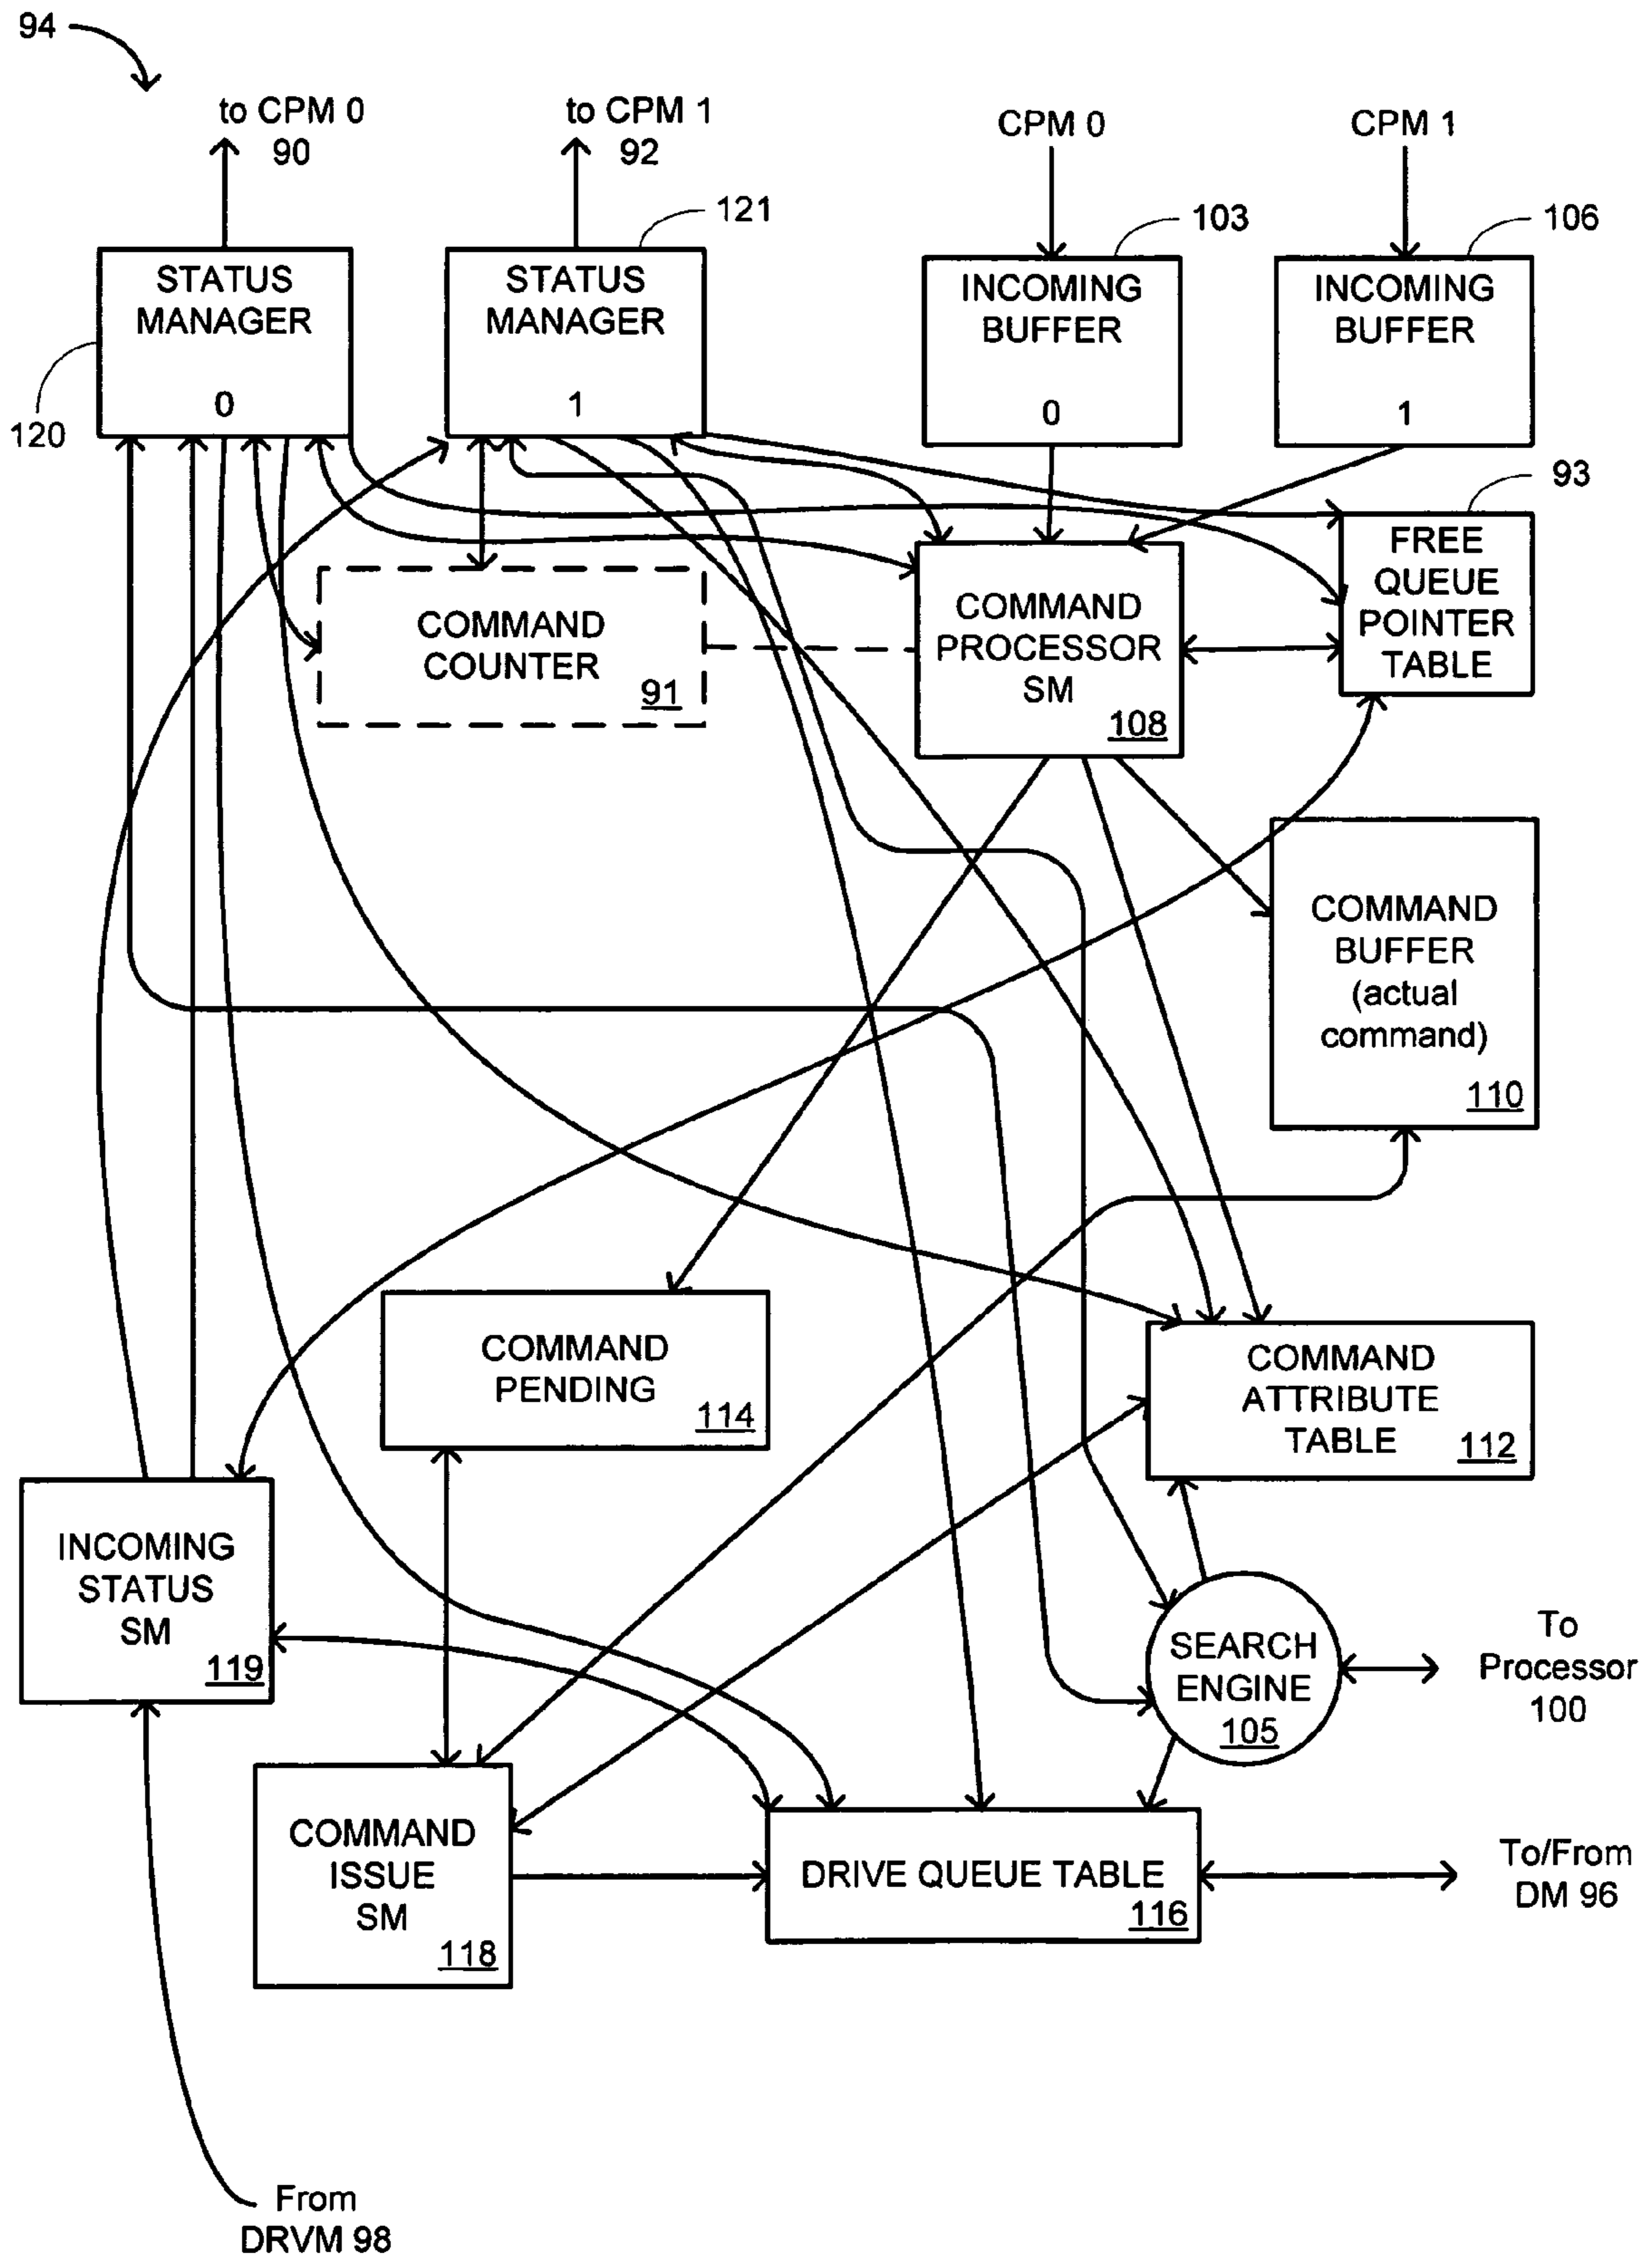 94
to CPM 0
90
to CPM 1
92
CPM 0
CPM 1
121
103
106
STATUS
MANAGER
0
120
STATUS
MANAGER
1
INCOMING
BUFFER
0
INCOMING
BUFFER
1
93
FREE
QUEUE
POINTER
TABLE
COMMAND
COUNTER
91
COMMAND
PROCESSOR
SM
108
COMMAND
BUFFER
(actual
command)
110
COMMAND
PENDING
114
COMMAND
ATTRIBUTE
TABLE
112
INCOMING
STATUS
SM
119
SEARCH
ENGINE
105
To
Processor
100
COMMAND
ISSUE
SM
118
DRIVE QUEUE TABLE
116
To/From
DM 96
From
DRVM 98